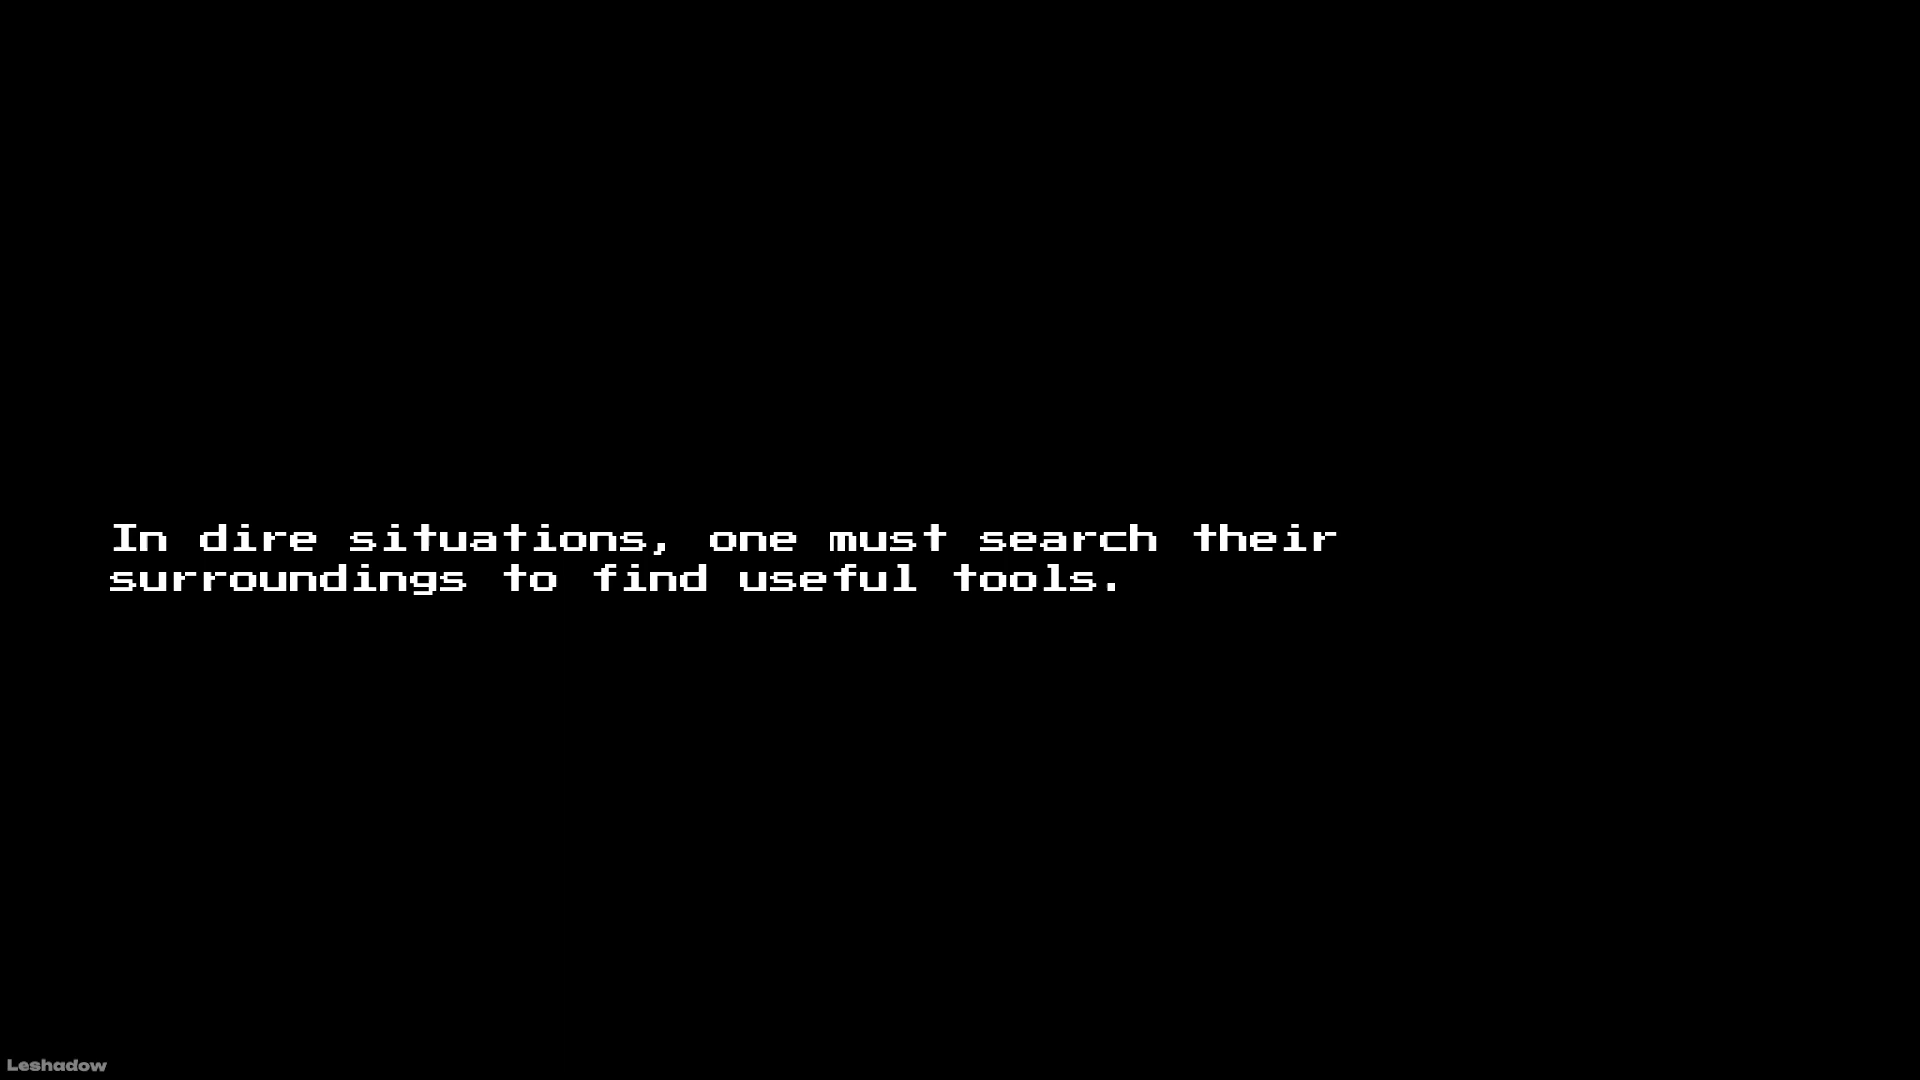 In dire situations, one must search their
surroundings to find useful tools.
Leshadow